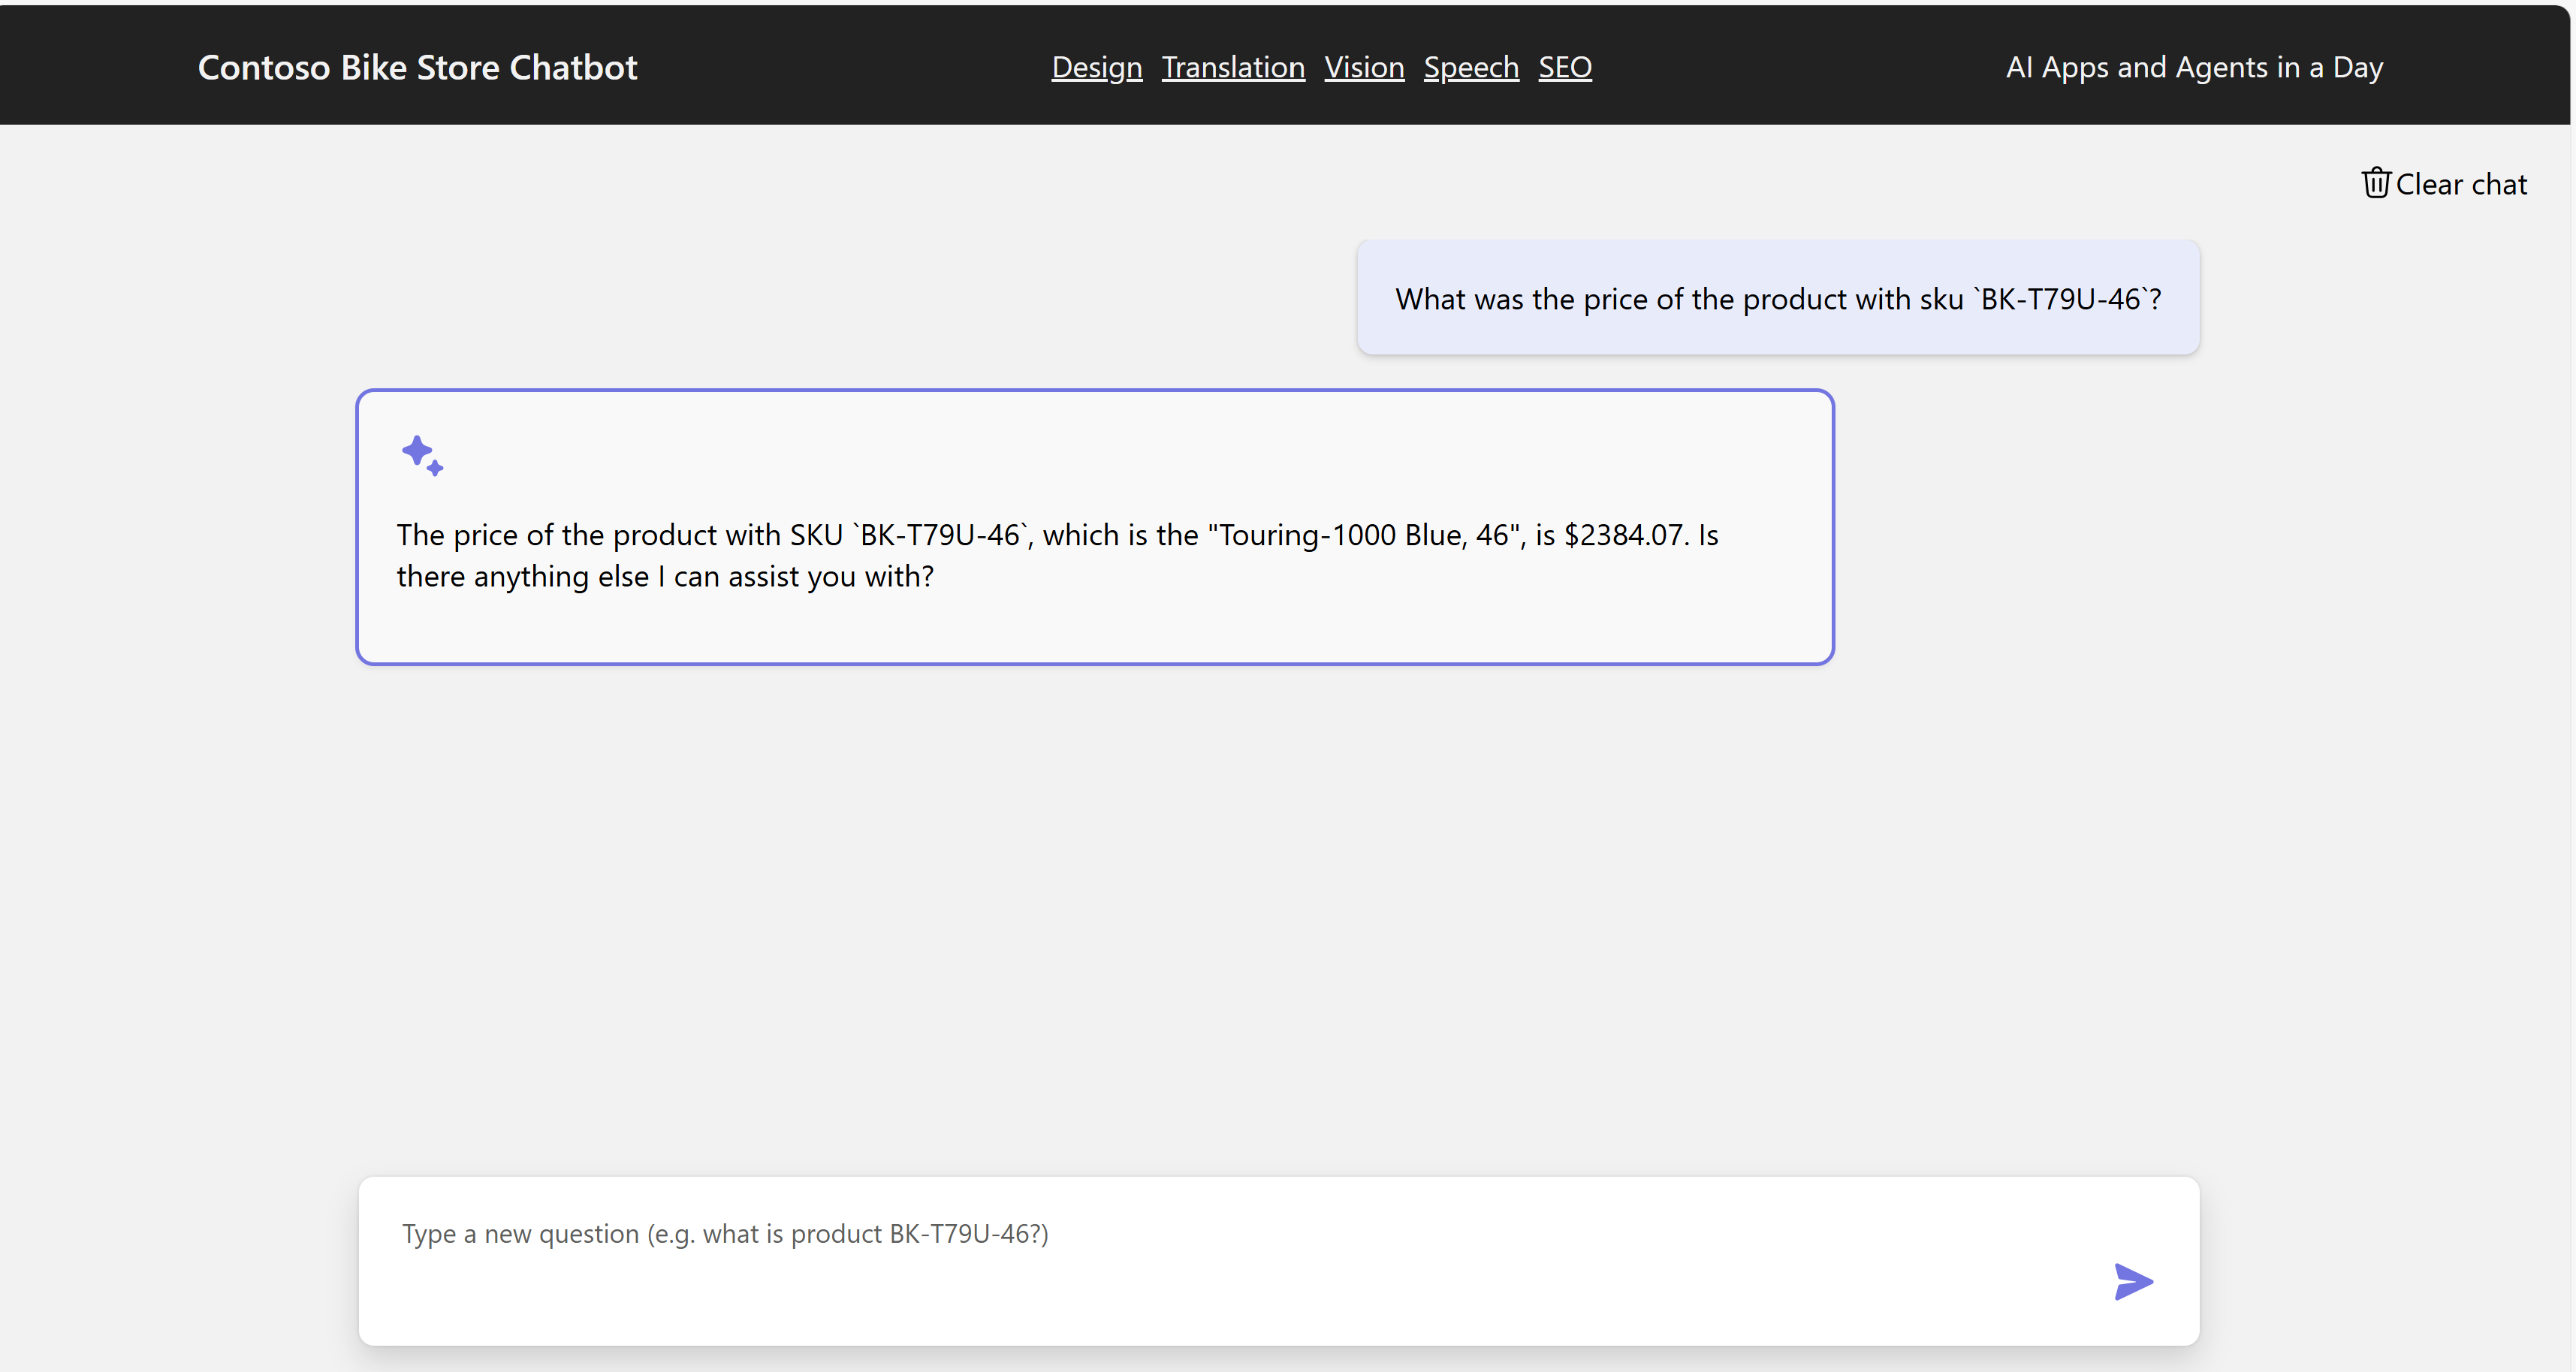 Contoso Bike Store Chatbot
Design Translation Vision Speech SEO
AI Apps and Agents in a Day
Clear chat
What was the price of the product with sku `BK-T79U-46`?
The price of the product with SKU `BK-T79U-46`, which is the "Touring-1000 Blue, 46", is $2384.07. Is
there anything else I can assist you with?
Type a new question (e.g. what is product BK-T79U-46?)